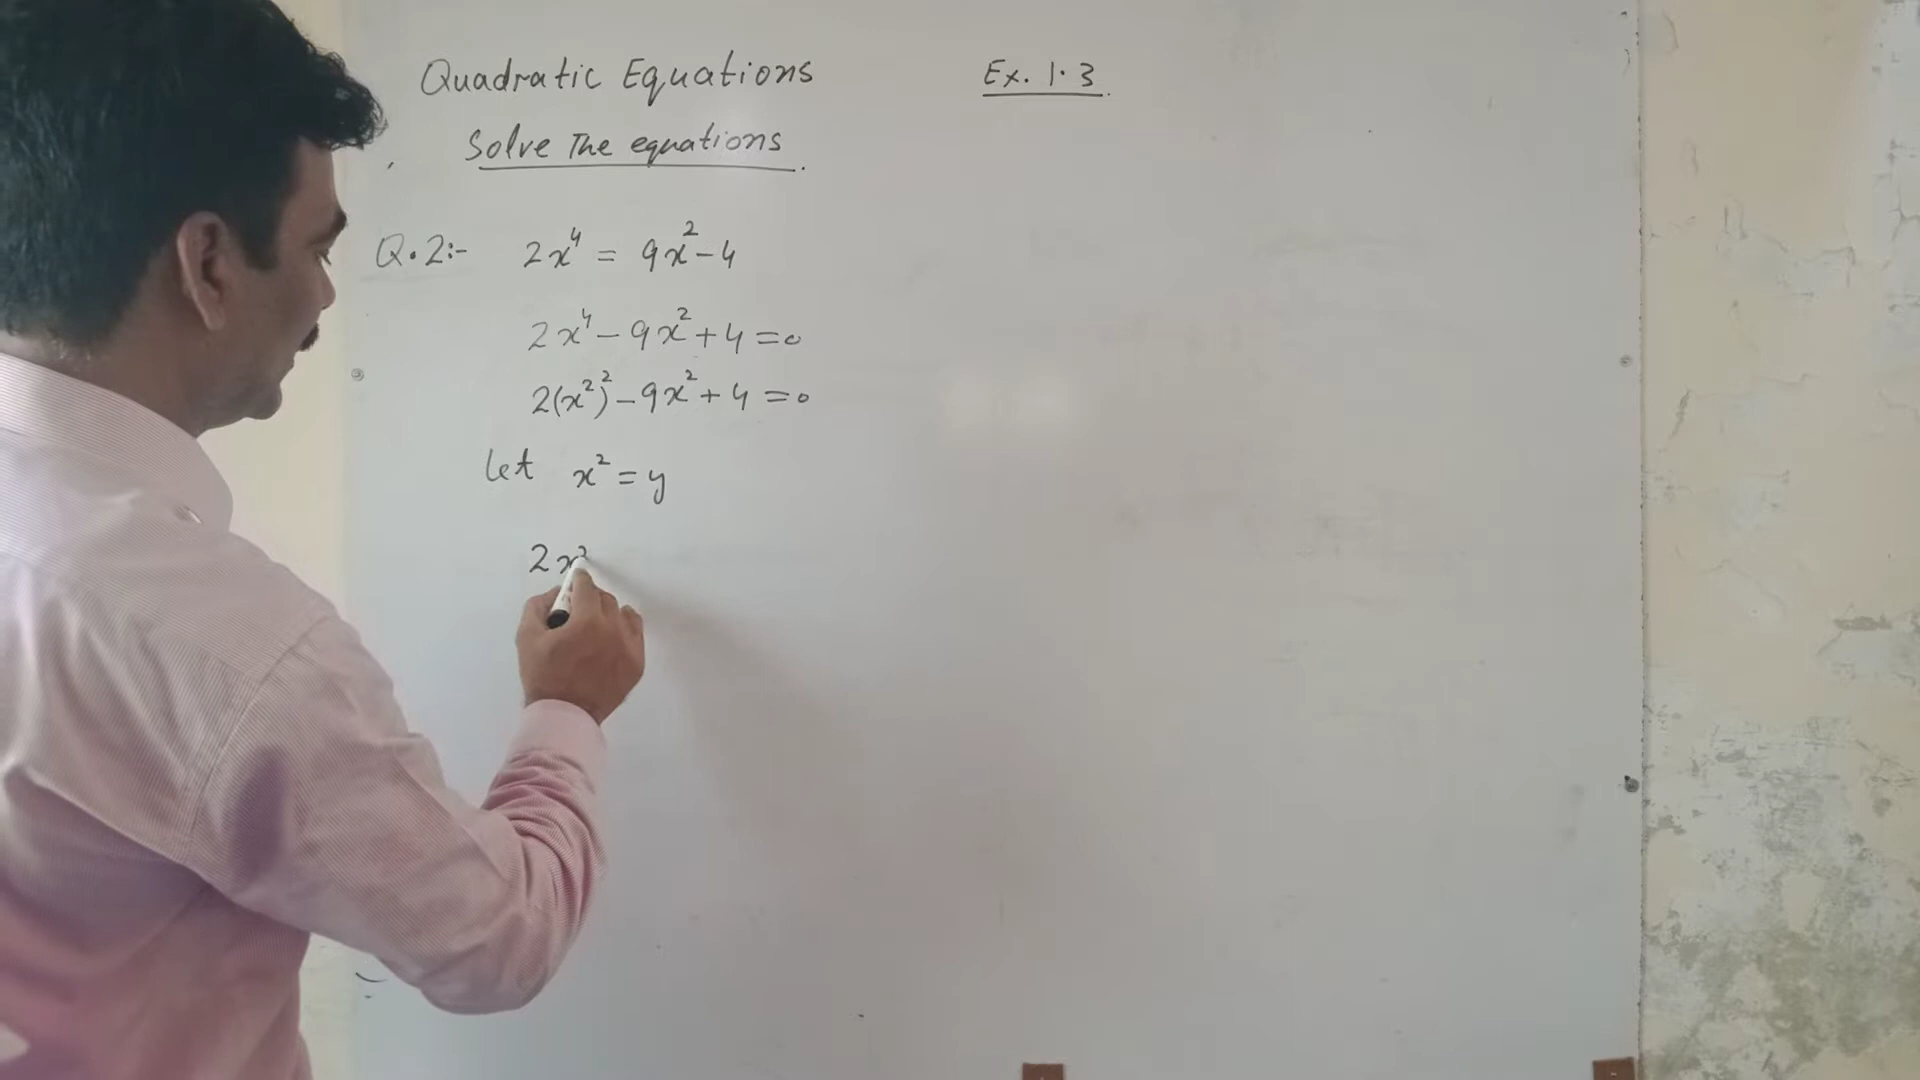 Quadratic Equations Ex. 1.3
Solve The equations
Q.2:- 2x⁴ = 9x² - 4
2x⁴ - 9x² + 4 = 0
2(x²)² - 9x² + 4 = 0
Let x² = y
2x²